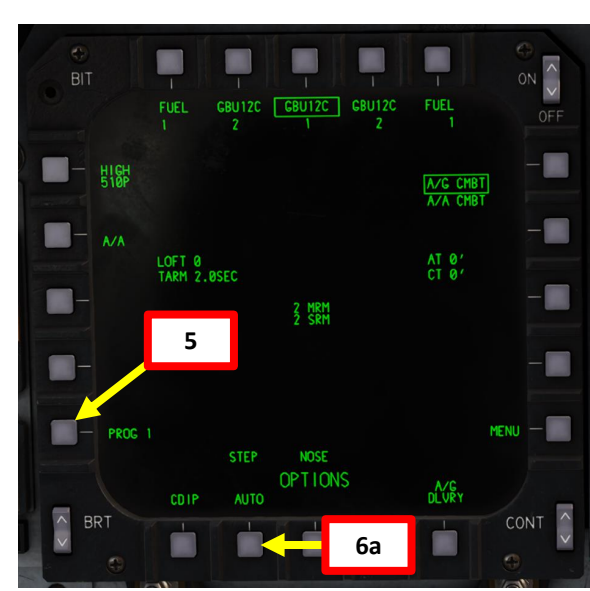 BIT
ON
OFF
FUEL GBU12C GBU12C GBU12C FUEL
1 2 1 2 1
HIGH
510P
A/G CMBT
A/A CMBT
A/A
LOFT 0
TARM 2.0SEC
AT 0'
CT 0'
2 MRM
2 SRM
5
PROG 1
MENU
STEP NOSE
OPTIONS
CDIP AUTO
A/G
DLVRY
BRT
CONT
6a